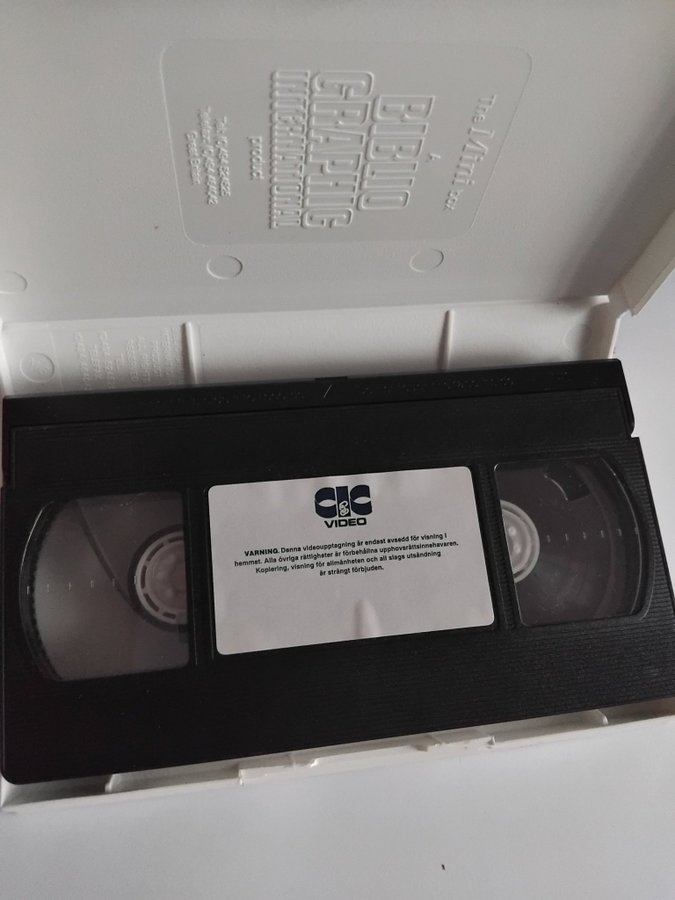 The Mini box
A
BIBLIO
GRAPHIC
INTERNATIONAL
product
CIC
VIDEO
VARNING. Denna videoupptagning är endast avsedd för visning i
hemmet. Alla övriga rättigheter är förbehållna upphovsrättsinnehavaren.
Kopiering, visning för allmänheten och all slags utsändning
är strängt förbjuden.